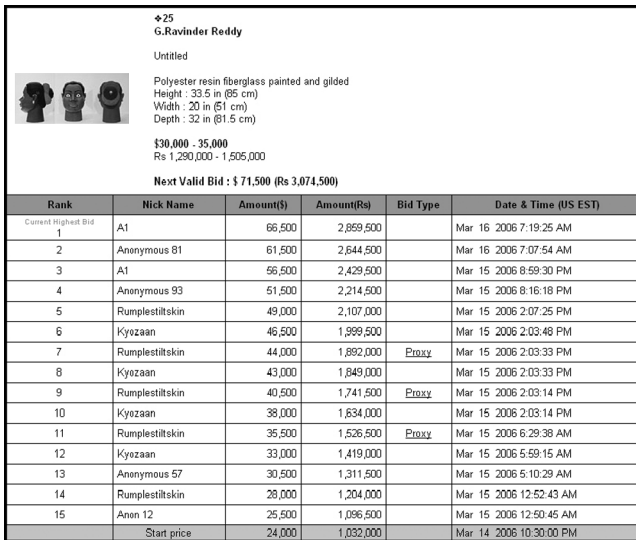 ❖25
G.Ravinder Reddy
Untitled
Polyester resin fiberglass painted and gilded
Height : 33.5 in (85 cm)
Width : 20 in (51 cm)
Depth : 32 in (81.5 cm)
$30,000 - 35,000
Rs 1,290,000 - 1,505,000
Next Valid Bid : $ 71,500 (Rs 3,074,500)
Rank Nick Name Amount($) Amount(Rs) Bid Type Date & Time (US EST)
Current Highest Bid
1 A1 66,500 2,859,500 Mar 16 2006 7:19:25 AM
2 Anonymous 81 61,500 2,644,500 Mar 16 2006 7:07:54 AM
3 A1 56,500 2,429,500 Mar 15 2006 8:59:30 PM
4 Anonymous 93 51,500 2,214,500 Mar 15 2006 8:16:18 PM
5 Rumplestiltskin 49,000 2,107,000 Mar 15 2006 2:07:25 PM
6 Kyozaan 46,500 1,999,500 Mar 15 2006 2:03:48 PM
7 Rumplestiltskin 44,000 1,892,000 Proxy Mar 15 2006 2:03:33 PM
8 Kyozaan 43,000 1,849,000 Mar 15 2006 2:03:33 PM
9 Rumplestiltskin 40,500 1,741,500 Proxy Mar 15 2006 2:03:14 PM
10 Kyozaan 38,000 1,634,000 Mar 15 2006 2:03:14 PM
11 Rumplestiltskin 35,500 1,526,500 Proxy Mar 15 2006 6:29:38 AM
12 Kyozaan 33,000 1,419,000 Mar 15 2006 5:59:15 AM
13 Anonymous 57 30,500 1,311,500 Mar 15 2006 5:10:29 AM
14 Rumplestiltskin 28,000 1,204,000 Mar 15 2006 12:52:43 AM
15 Anon 12 25,500 1,096,500 Mar 15 2006 12:50:45 AM
Start price 24,000 1,032,000 Mar 14 2006 10:30:00 PM